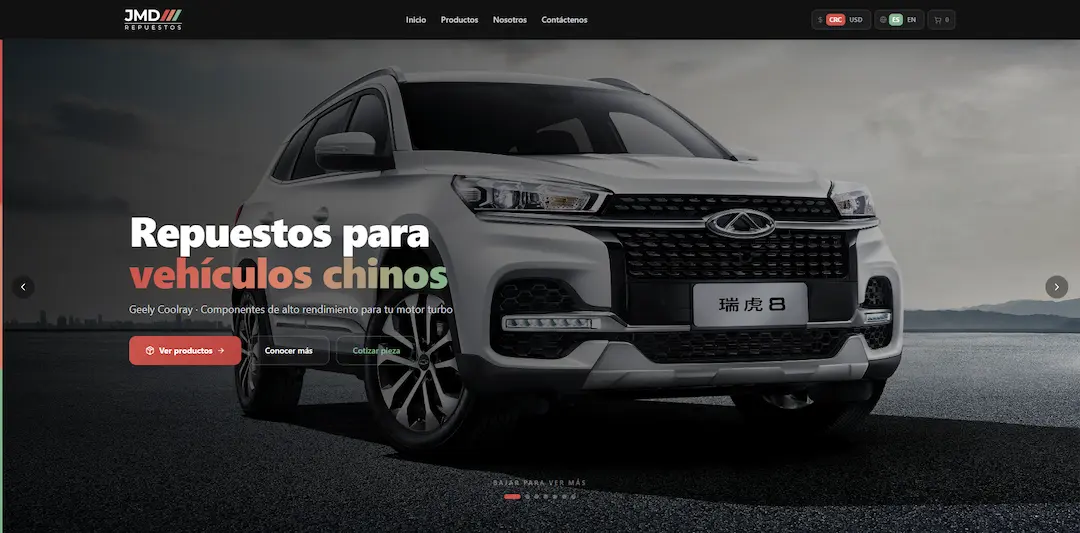 JMD
REPUESTOS
Inicio Productos Nosotros Contáctenos
$ CRC USD
ES EN
0
Repuestos para
vehículos chinos
Geely Coolray · Componentes de alto rendimiento para tu motor turbo
Ver productos → Conocer más Cotizar pieza
瑞虎8
BAJAR PARA VER MÁS